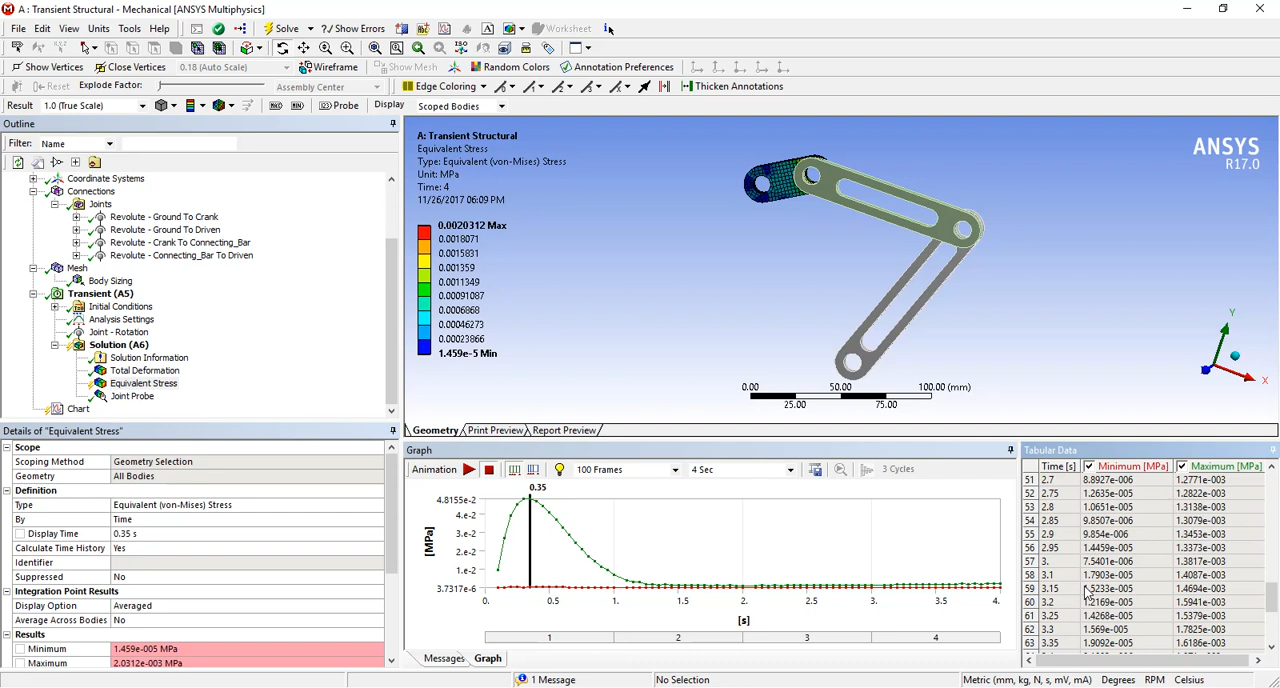 A : Transient Structural - Mechanical [ANSYS Multiphysics]
File Edit View Units Tools Help Solve ?/ Show Errors Worksheet
Show Vertices Close Vertices 0.18 (Auto Scale) Wireframe Show Mesh Random Colors Annotation Preferences
Reset Explode Factor: Assembly Center Edge Coloring Thicken Annotations
Result 1.0 (True Scale) Probe Display Scoped Bodies
Outline
Filter: Name
Coordinate Systems
Connections
Joints
Revolute - Ground To Crank
Revolute - Ground To Driven
Revolute - Crank To Connecting_Bar
Revolute - Connecting_Bar To Driven
Mesh
Body Sizing
Transient (A5)
Initial Conditions
Analysis Settings
Joint - Rotation
Solution (A6)
Solution Information
Total Deformation
Equivalent Stress
Joint Probe
Chart
A: Transient Structural
Equivalent Stress
Type: Equivalent (von-Mises) Stress
Unit: MPa
Time: 4
11/26/2017 06:09 PM
0.0020312 Max
0.0018071
0.0015831
0.001359
0.0011349
0.00091087
0.0006868
0.00046273
0.00023866
1.459e-5 Min
ANSYS
R17.0
Y
X
0.00 50.00 100.00 (mm)
25.00 75.00
Geometry Print Preview Report Preview
Details of "Equivalent Stress"
Scope
Scoping Method Geometry Selection
Geometry All Bodies
Definition
Type Equivalent (von-Mises) Stress
By Time
Display Time 0.35 s
Calculate Time History Yes
Identifier
Suppressed No
Integration Point Results
Display Option Averaged
Average Across Bodies No
Results
Minimum 1.459e-005 MPa
Maximum 2.0312e-003 MPa
Graph
Animation 100 Frames 4 Sec 3 Cycles
0.35
4.8155e-2
4.e-2
3.e-2
2.e-2
1.e-2
3.7317e-6
[MPa]
0. 0.5 1. 1.5 2. 2.5 3. 3.5 4.
[s]
1 2 3 4
Messages Graph
Tabular Data
Time [s] Minimum [MPa] Maximum [MPa]
51 2.7 8.8927e-006 1.2771e-003
52 2.75 1.2635e-005 1.2822e-003
53 2.8 1.0651e-005 1.3138e-003
54 2.85 9.8507e-006 1.3079e-003
55 2.9 9.854e-006 1.3453e-003
56 2.95 1.4459e-005 1.3373e-003
57 3. 7.5401e-006 1.3817e-003
58 3.1 1.7903e-005 1.4087e-003
59 3.15 5233e-005 1.4694e-003
60 3.2 1.2169e-005 1.5941e-003
61 3.25 1.4268e-005 1.5379e-003
62 3.3 1.569e-005 1.7825e-003
63 3.35 1.9092e-005 1.6186e-003
1 Message No Selection Metric (mm, kg, N, s, mV, mA) Degrees RPM Celsius